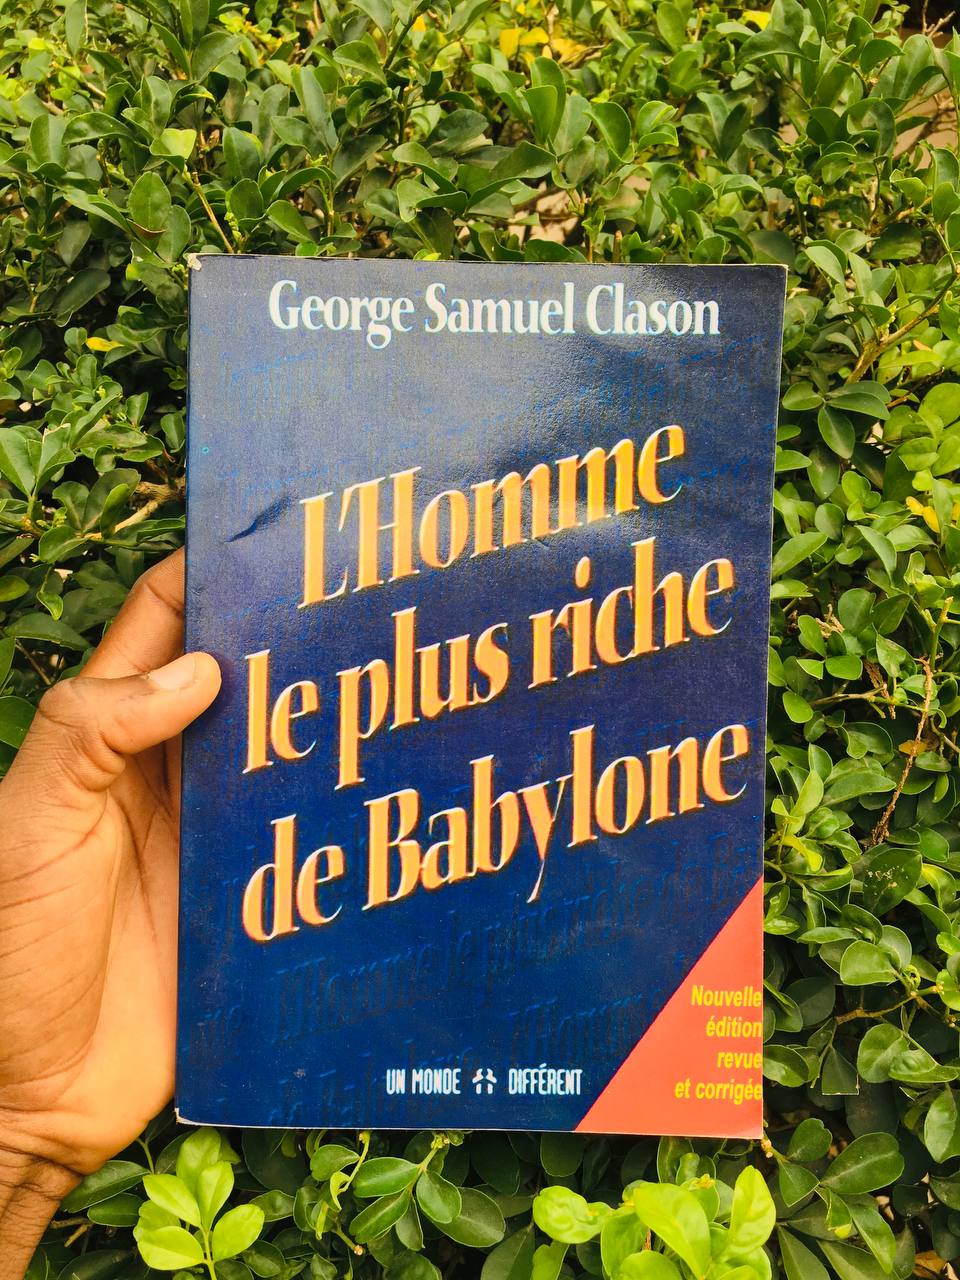 George Samuel Clason
L'Homme
le plus riche
de Babylone
Nouvelle
édition
revue
et corrigée
UN MONDE DIFFÉRENT